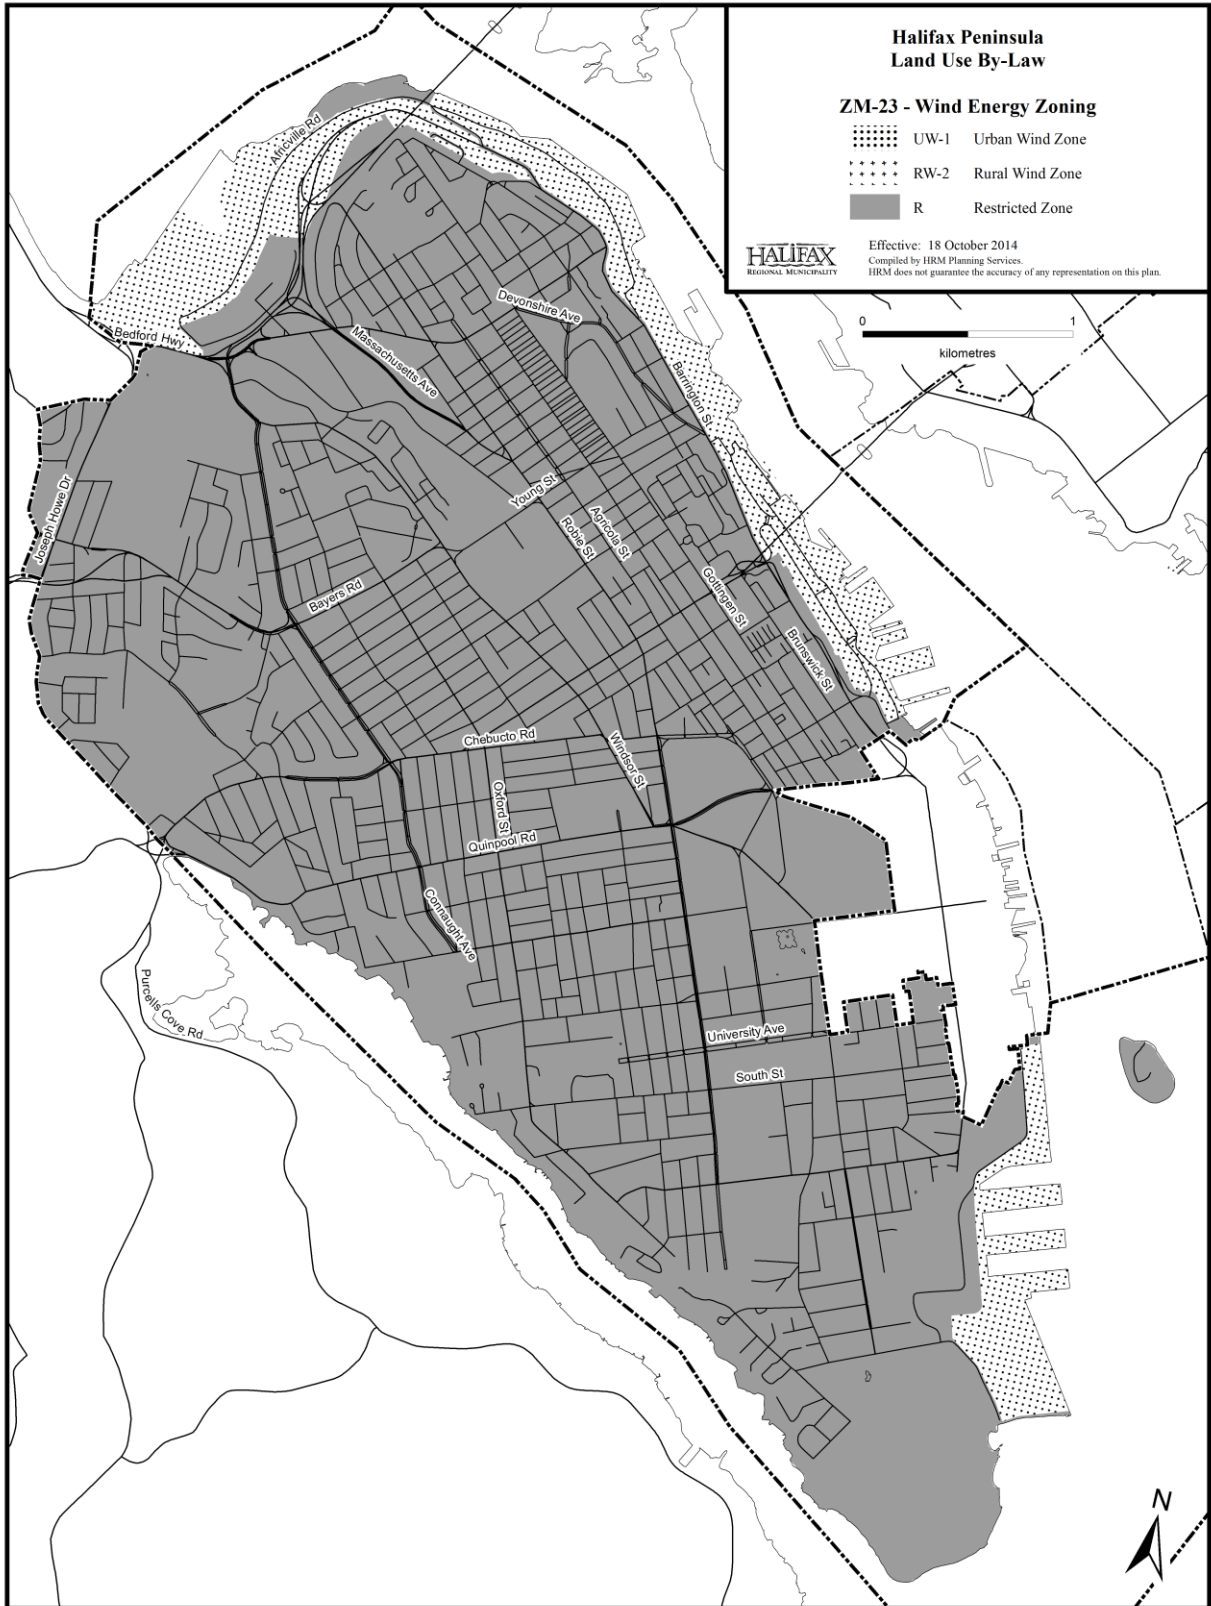 Halifax Peninsula
Land Use By-Law
ZM-23 - Wind Energy Zoning
UW-1 Urban Wind Zone
RW-2 Rural Wind Zone
R Restricted Zone
HALIFAX
REGIONAL MUNICIPALITY
Effective: 18 October 2014
Compiled by HRM Planning Services.
HRM does not guarantee the accuracy of any representation on this plan.
0 1
kilometres
Africville Rd
Bedford Hwy
Devonshire Ave
Massachusetts Ave
Barrington St
Joseph Howe Dr
Young St
Robie St
Agricola St
Bayers Rd
Gottingen St
Brunswick St
Chebucto Rd
Windsor St
Oxford St
Quinpool Rd
Connaught Ave
Purcells Cove Rd
University Ave
South St
N